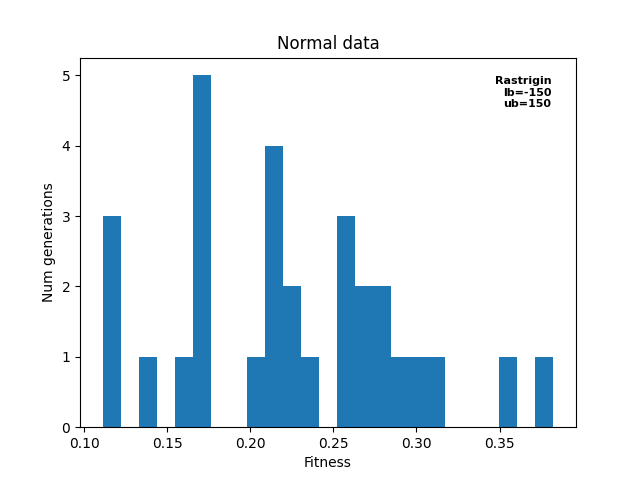 Normal data
Rastrigin
lb=-150
ub=150
5
4
3
2
1
0
Num generations
0.10 0.15 0.20 0.25 0.30 0.35
Fitness